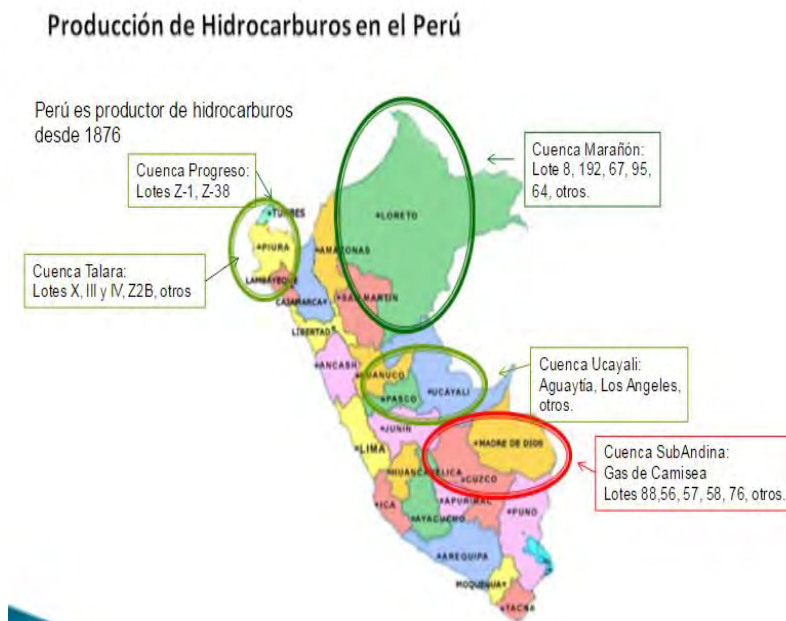 Producción de Hidrocarburos en el Perú
Perú es productor de hidrocarburos
desde 1876
Cuenca Progreso:
Lotes Z-1, Z-38
Cuenca Talara:
Lotes X, III y IV, Z2B, otros
Cuenca Marañón:
Lote 8, 192, 67, 95,
64, otros.
Cuenca Ucayali:
Aguaytía, Los Angeles,
otros.
Cuenca SubAndina:
Gas de Camisea
Lotes 88,56, 57, 58, 76, otros.
TUMBES
PIURA
LORETO
AMAZONAS
LAMBAYEQUE
CAJAMARCA
SAN MARTIN
LIBERTAD
ANCASH
HUANUCO
UCAYALI
PASCO
JUNIN
LIMA
MADRE DE DIOS
HUANCAVELICA
CUZCO
ICA
APURIMAC
PUNO
AYACUCHO
AREQUIPA
MOQUEGUA
TACNA